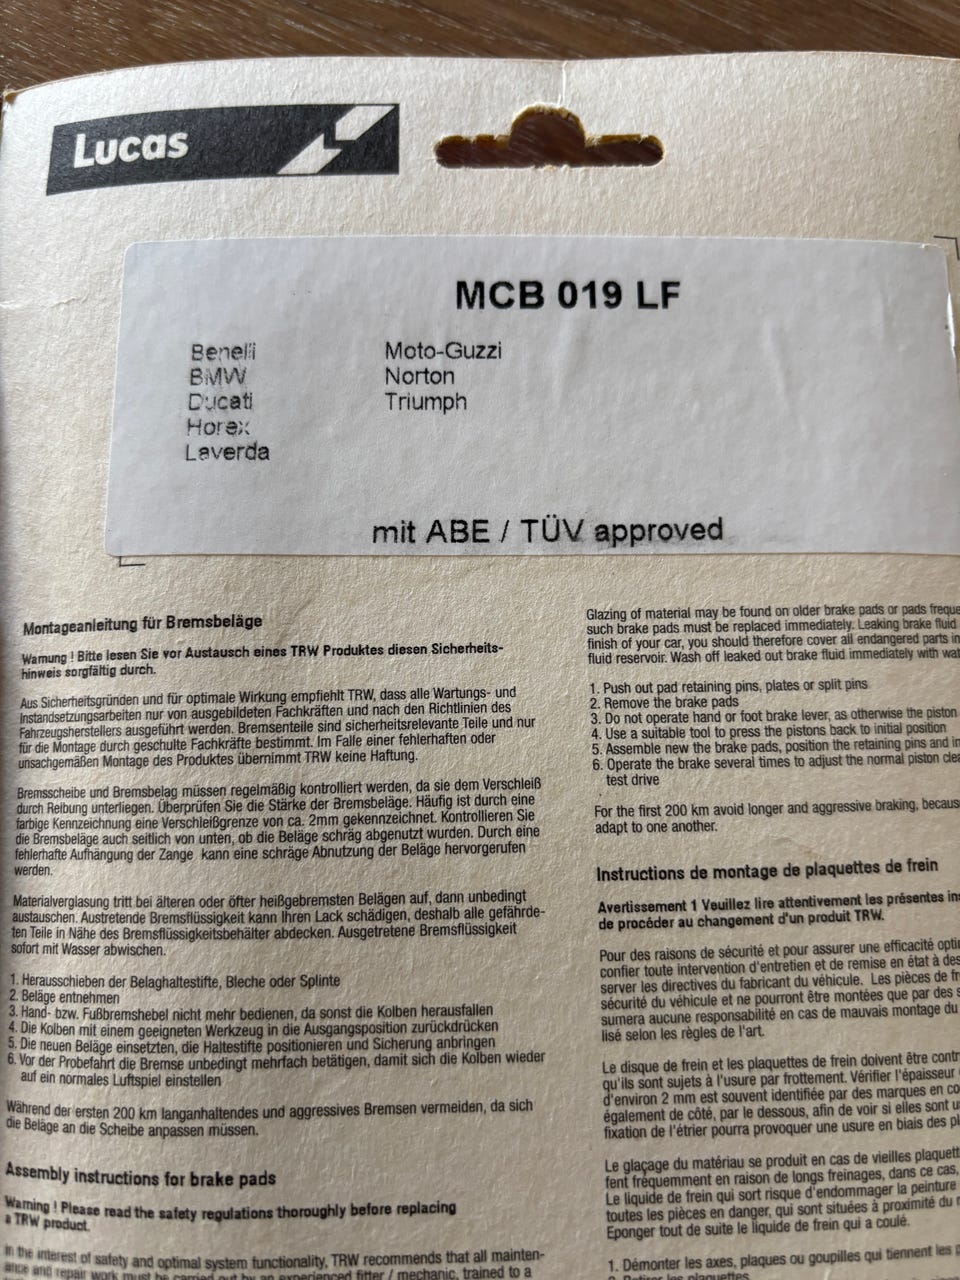 Lucas
MCB 019 LF
Benelli
BMW
Ducati
Horex
Laverda
Moto-Guzzi
Norton
Triumph
mit ABE / TÜV approved
Montageanleitung für Bremsbeläge
Warnung ! Bitte lesen Sie vor Austausch eines TRW Produktes diesen Sicherheits-
hinweis sorgfältig durch.
Aus Sicherheitsgründen und für optimale Wirkung empfiehlt TRW, dass alle Wartungs- und
Instandsetzungsarbeiten nur von ausgebildeten Fachkräften und nach den Richtlinien des
Fahrzeugsherstellers ausgeführt werden. Bremsenteile sind sicherheitsrelevante Teile und nur
für die Montage durch geschulte Fachkräfte bestimmt. Im Falle einer fehlerhaften oder
unsachgemäßen Montage des Produktes übernimmt TRW keine Haftung.
Bremsscheibe und Bremsbelag müssen regelmäßig kontrolliert werden, da sie dem Verschleiß
durch Reibung unterliegen. Überprüfen Sie die Stärke der Bremsbeläge. Häufig ist durch eine
farbige Kennzeichnung eine Verschleißgrenze von ca. 2mm gekennzeichnet. Kontrollieren Sie
die Bremsbeläge auch seitlich von unten, ob die Beläge schräg abgenutzt wurden. Durch eine
fehlerhafte Aufhängung der Zange kann eine schräge Abnutzung der Beläge hervorgerufen
werden.
Materialverglasung tritt bei älteren oder öfter heißgebremsten Belägen auf, dann unbedingt
austauschen. Austretende Bremsflüssigkeit kann Ihren Lack schädigen, deshalb alle gefährde-
ten Teile in Nähe des Bremsflüssigkeitsbehälter abdecken. Ausgetretene Bremsflüssigkeit
sofort mit Wasser abwischen.
1. Herausschieben der Belaghaltestifte, Bleche oder Splinte
2. Beläge entnehmen
3. Hand- bzw. Fußbremshebel nicht mehr bedienen, da sonst die Kolben herausfallen
4. Die Kolben mit einem geeigneten Werkzeug in die Ausgangsposition zurückdrücken
5. Die neuen Beläge einsetzten, die Haltestifte positionieren und Sicherung anbringen
6. Vor der Probefahrt die Bremse unbedingt mehrfach betätigen, damit sich die Kolben wieder
auf ein normales Luftspiel einstellen
Während der ersten 200 km langanhaltendes und aggressives Bremsen vermeiden, da sich
die Beläge an die Scheibe anpassen müssen.
Assembly instructions for brake pads
Warning ! Please read the safety regulations thoroughly before replacing
a TRW product.
In the interest of safety and optimal system functionality, TRW recommends that all mainten-
ance and repair work must be carried out by an experienced fitter / mechanic, trained to a
Glazing of material may be found on older brake pads or pads freque
such brake pads must be replaced immediately. Leaking brake fluid
finish of your car, you should therefore cover all endangered parts in
fluid reservoir. Wash off leaked out brake fluid immediately with wat
1. Push out pad retaining pins, plates or split pins
2. Remove the brake pads
3. Do not operate hand or foot brake lever, as otherwise the piston
4. Use a suitable tool to press the pistons back to initial position
5. Assemble new the brake pads, position the retaining pins and in
6. Operate the brake several times to adjust the normal piston clea
test drive
For the first 200 km avoid longer and aggressive braking, becaus
adapt to one another.
Instructions de montage de plaquettes de frein
Avertissement 1 Veuillez lire attentivement les présentes ins
de procéder au changement d'un produit TRW.
Pour des raisons de sécurité et pour assurer une efficacité opti
confier toute intervention d'entretien et de remise en état à des
server les directives du fabricant du véhicule. Les pièces de fr
sécurité du véhicule et ne pourront être montées que par des s
sumera aucune responsabilité en cas de mauvais montage du
lisé selon les règles de l'art.
Le disque de frein et les plaquettes de frein doivent être contr
qu'ils sont sujets à l'usure par frottement. Vérifier l'épaisseur
d'environ 2 mm est souvent identifiée par des marques en co
également de côté, par le dessous, afin de voir si elles sont u
fixation de l'étrier pourra provoquer une usure en biais des pl
Le glaçage du matériau se produit en cas de vieilles plaquett
fent fréquemment en raison de longs freinages, dans ce cas,
Le liquide de frein qui sort risque d'endommager la peinture
toutes les pièces en danger, qui sont situées à proximité du r
Eponger tout de suite le liquide de frein qui a coulé.
1. Démonter les axes, plaques ou goupilles qui tiennent les p
2. Retirer les plaquettes